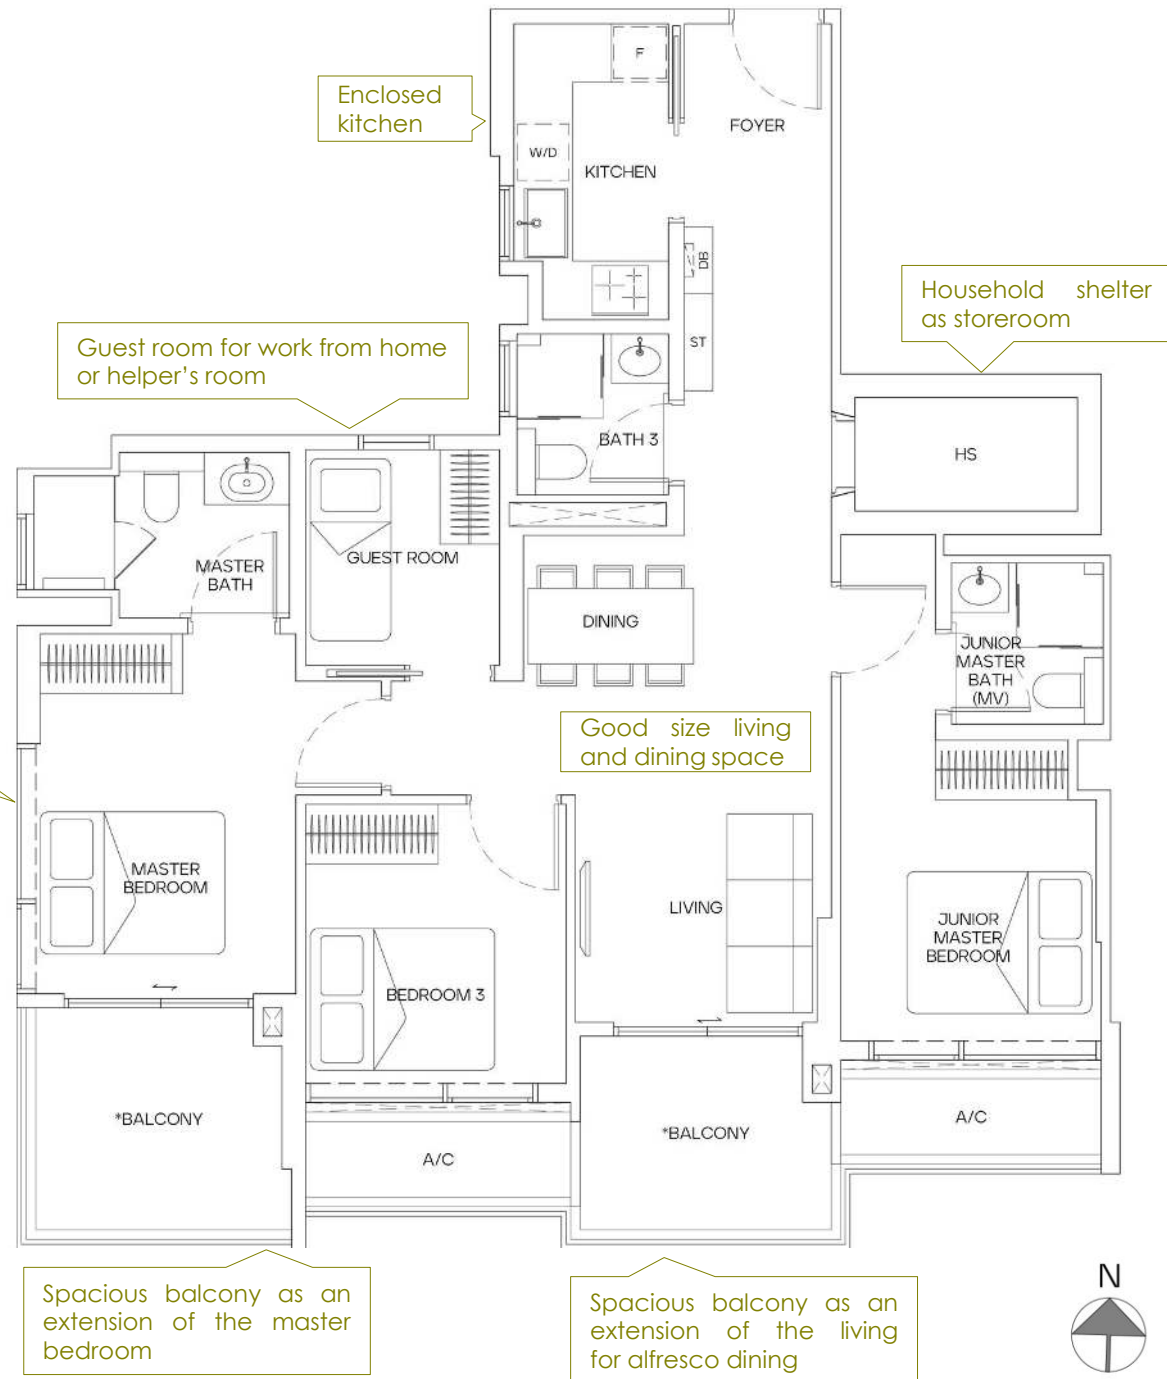 F
FOYER
Enclosed
kitchen
W/D
KITCHEN
DB
ST
Household shelter
as storeroom
Guest room for work from home
or helper's room
BATH 3
HS
MASTER
BATH
GUEST ROOM
DINING
JUNIOR
MASTER
BATH
(MV)
Good size living
and dining space
MASTER
BEDROOM
LIVING
JUNIOR
MASTER
BEDROOM
BEDROOM 3
*BALCONY
A/C
*BALCONY
A/C
Spacious balcony as an
extension of the master
bedroom
Spacious balcony as an
extension of the living
for alfresco dining
N